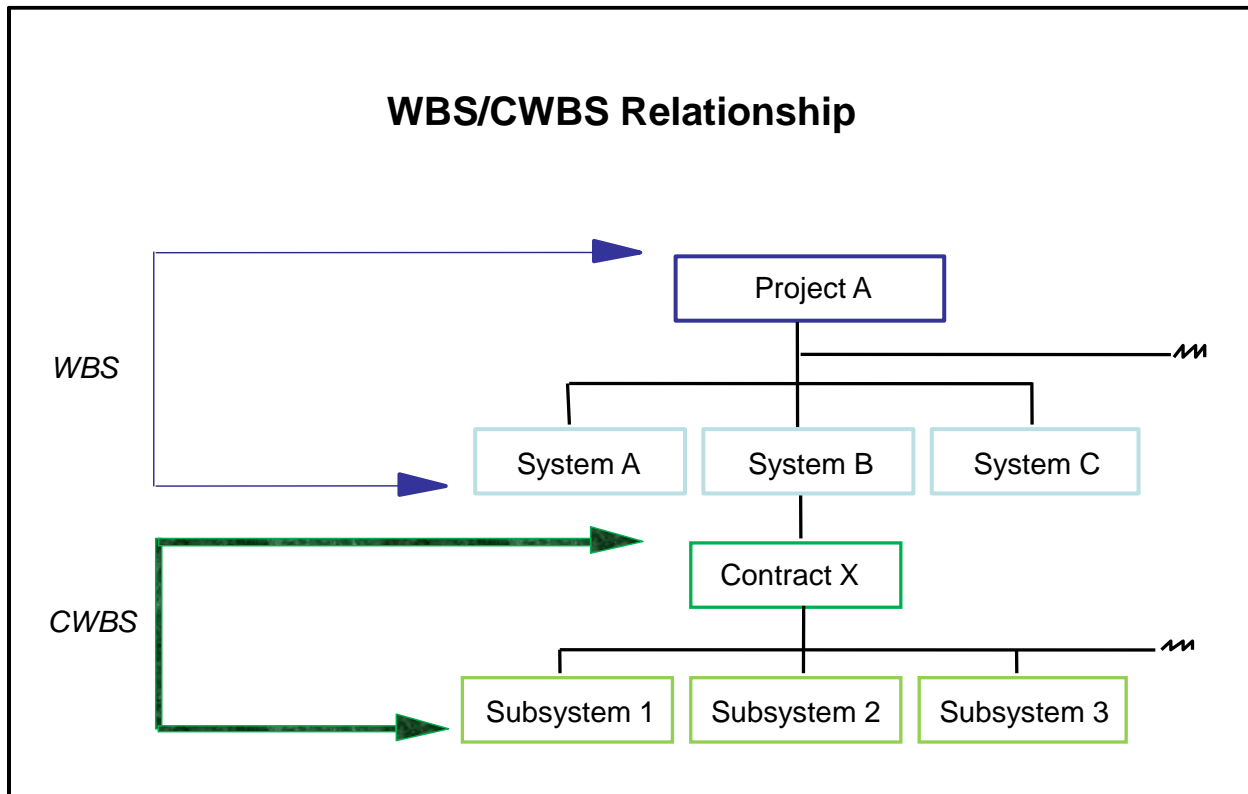 WBS/CWBS Relationship
Project A
WBS
System A
System B
System C
Contract X
CWBS
Subsystem 1
Subsystem 2
Subsystem 3